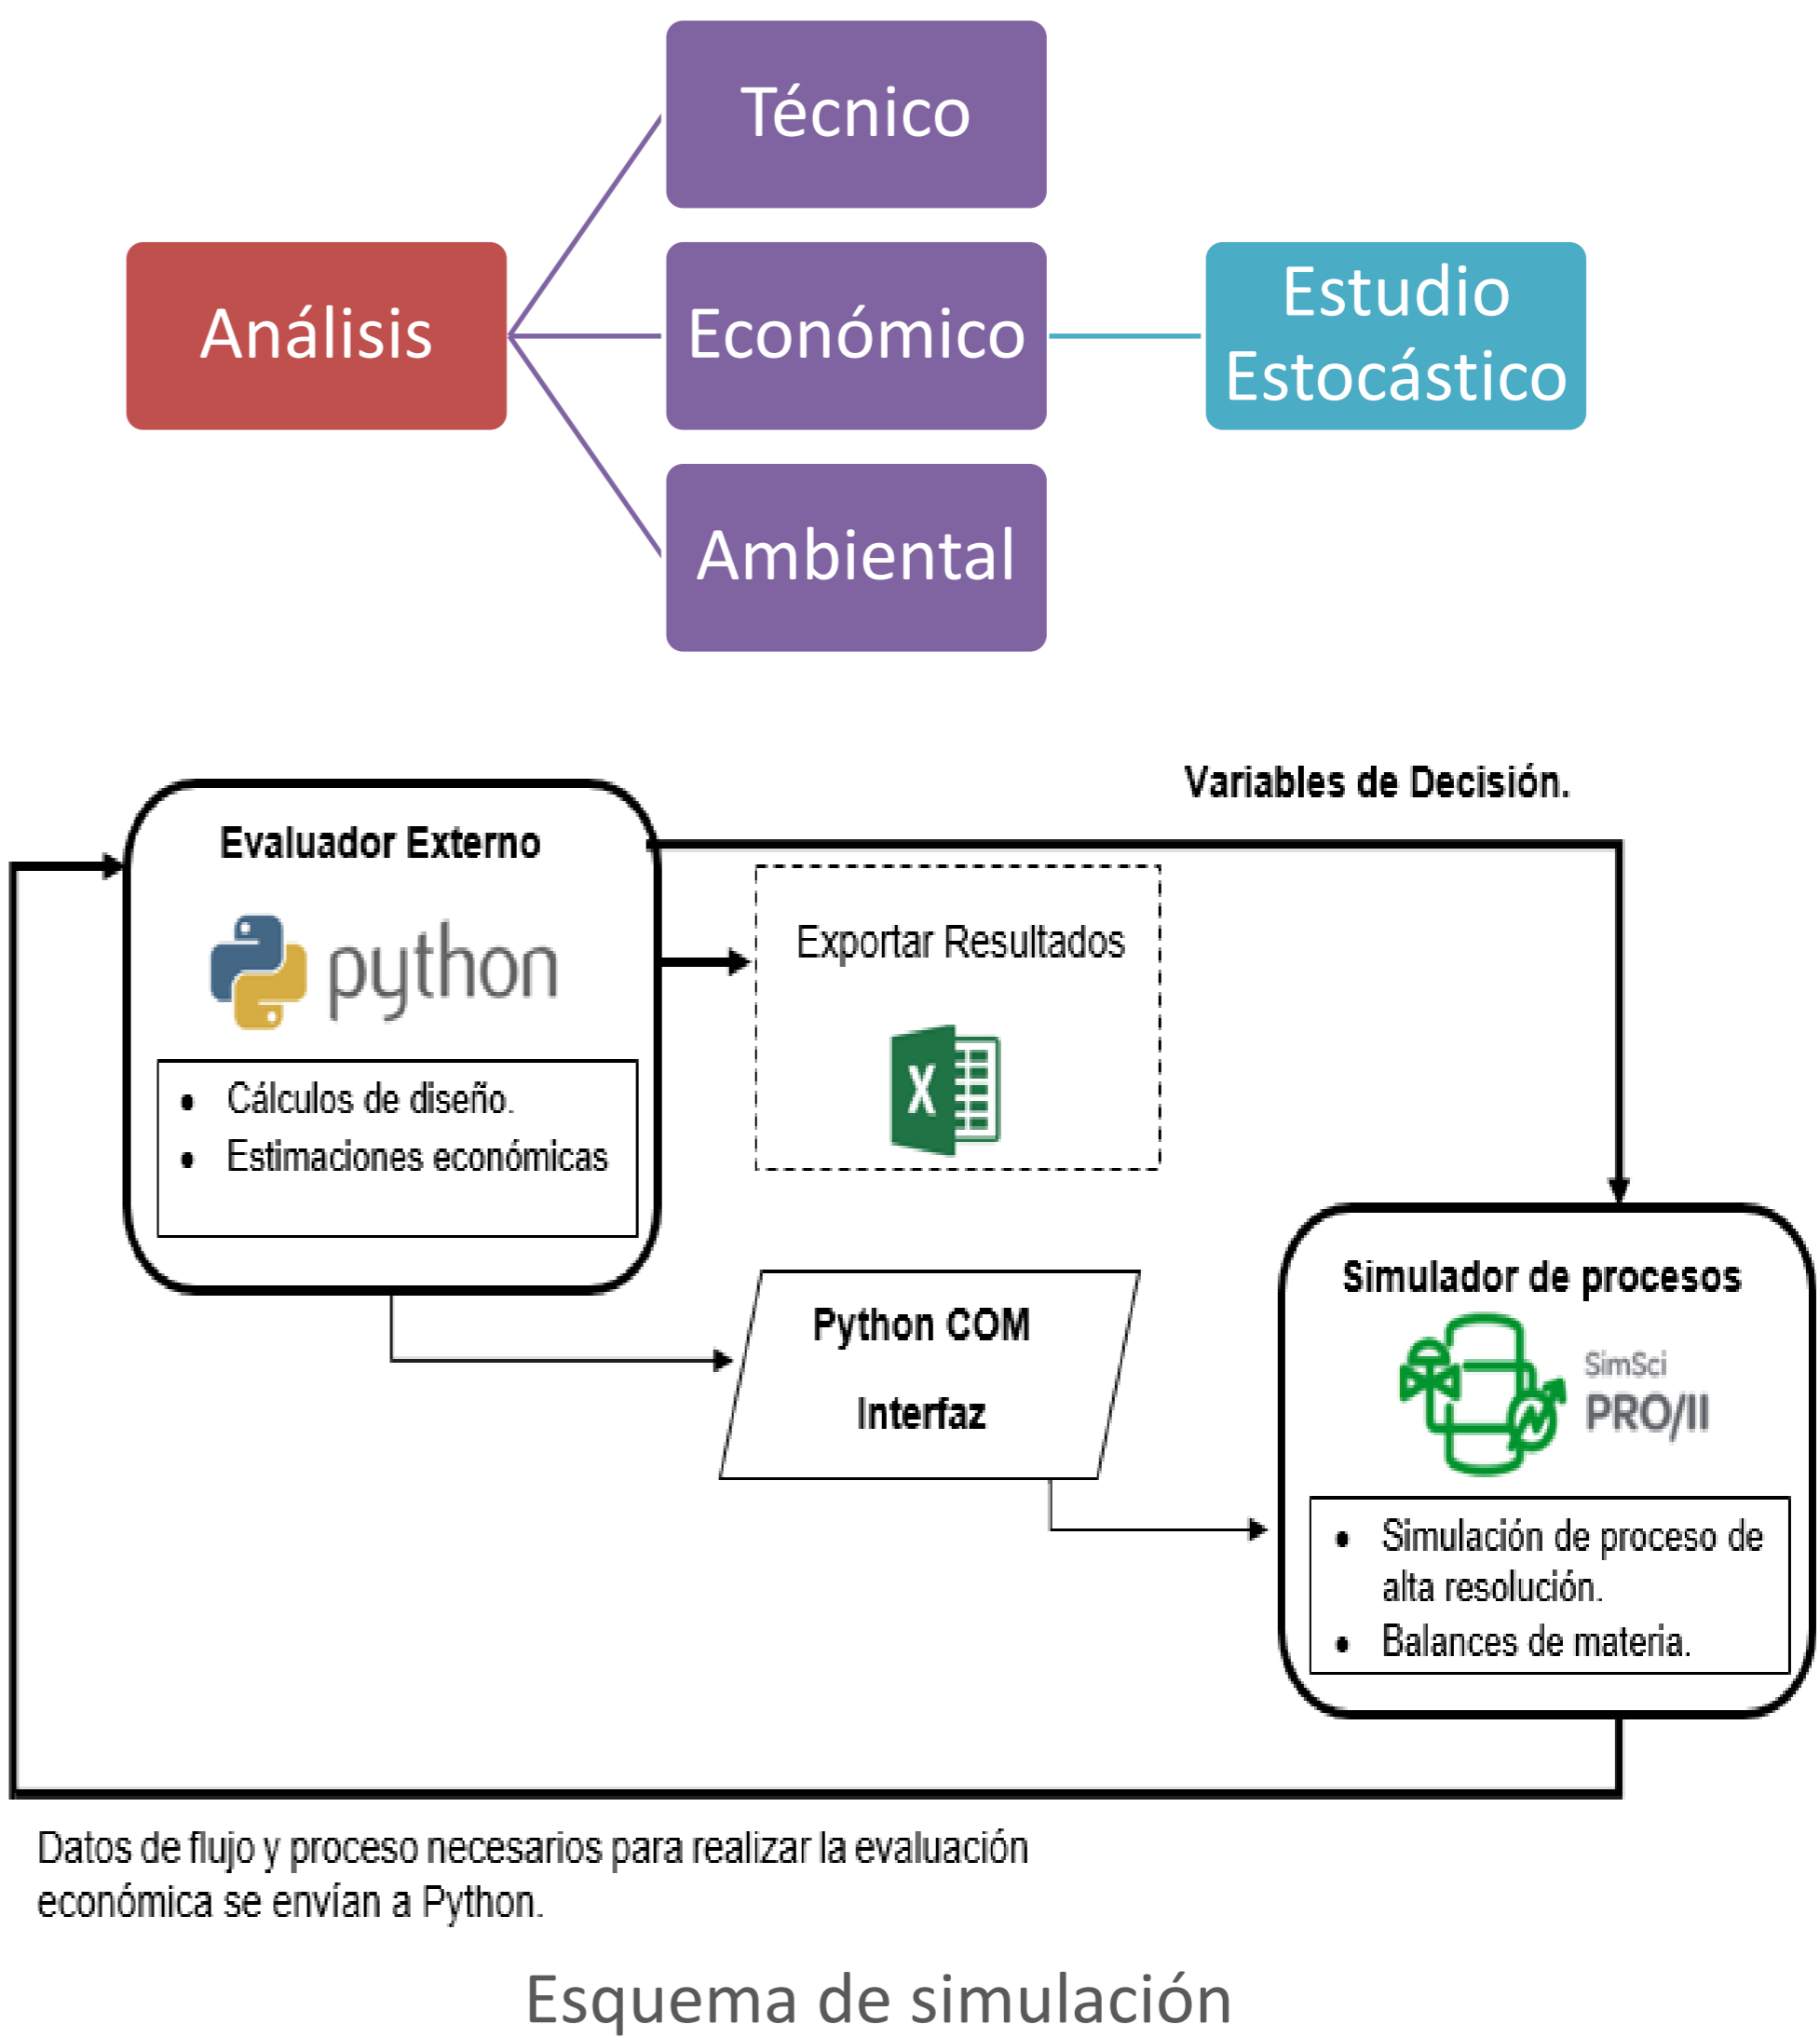 Técnico
Análisis
Económico
Estudio
Estocástico
Ambiental
Variables de Decisión.
Evaluador Externo
python
Exportar Resultados
X
• Cálculos de diseño.
• Estimaciones económicas
Python COM
Interfaz
Simulador de procesos
SimSci
PRO/II
• Simulación de proceso de
alta resolución.
• Balances de materia.
Datos de flujo y proceso necesarios para realizar la evaluación
económica se envían a Python.
Esquema de simulación